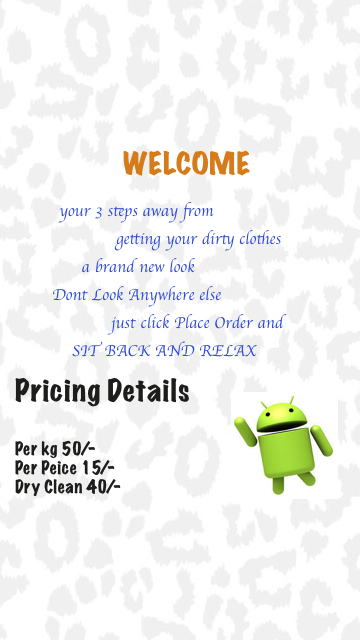 WELCOME
your 3 steps away from
getting your dirty clothes
a brand new look
Dont Look Anywhere else
just click Place Order and
SIT BACK AND RELAX
Pricing Details
Per kg 50/-
Per Peice 15/-
Dry Clean 40/-